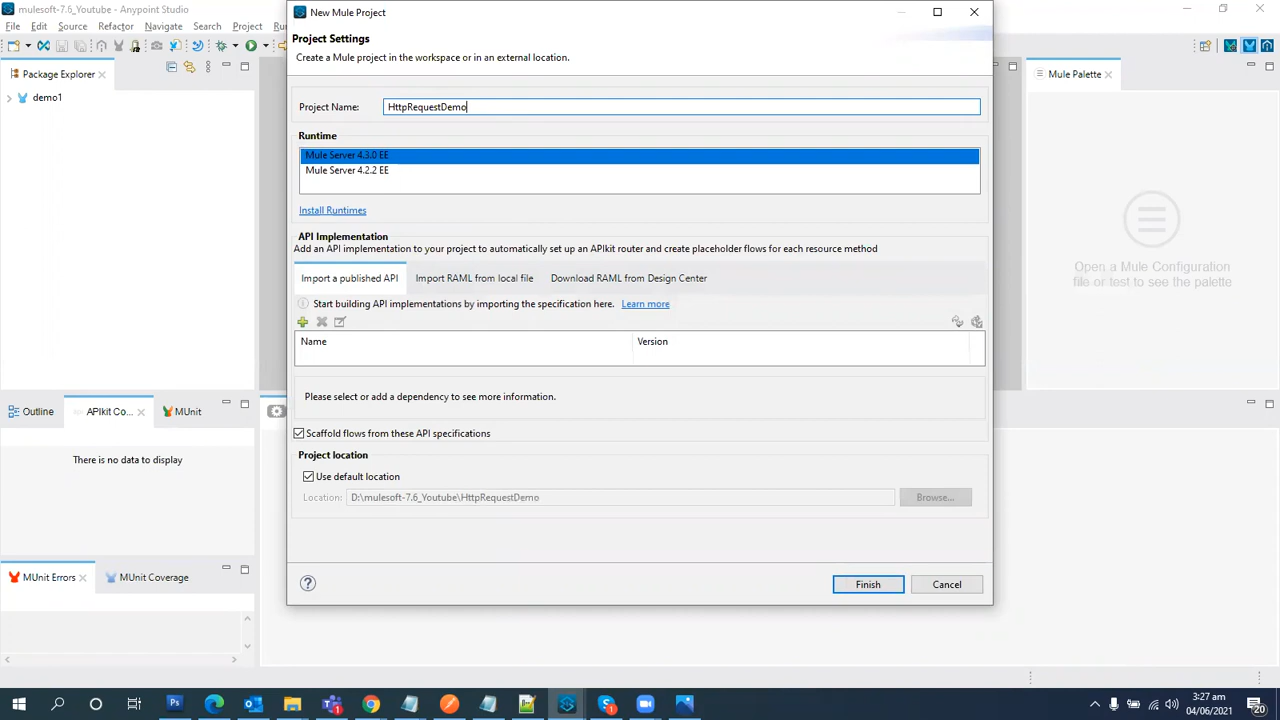 mulesoft-7.6_Youtube - Anypoint Studio
File Edit Source Refactor Navigate Search Project Ru
New Mule Project
Project Settings
Create a Mule project in the workspace or in an external location.
Package Explorer
demo1
Mule Palette
Open a Mule Configuration
file or test to see the palette
Project Name: HttpRequestDemo
Runtime
Mule Server 4.3.0 EE
Mule Server 4.2.2 EE
Install Runtimes
API Implementation
Add an API implementation to your project to automatically set up an APIkit router and create placeholder flows for each resource method
Import a published API Import RAML from local file Download RAML from Design Center
Start building API implementations by importing the specification here. Learn more
Name Version
Please select or add a dependency to see more information.
Scaffold flows from these API specifications
Project location
Use default location
Location: D:\mulesoft-7.6_Youtube\HttpRequestDemo Browse...
Finish Cancel
Outline APIkit Co... MUnit
There is no data to display
MUnit Errors MUnit Coverage
3:27 am
04/06/2021
20